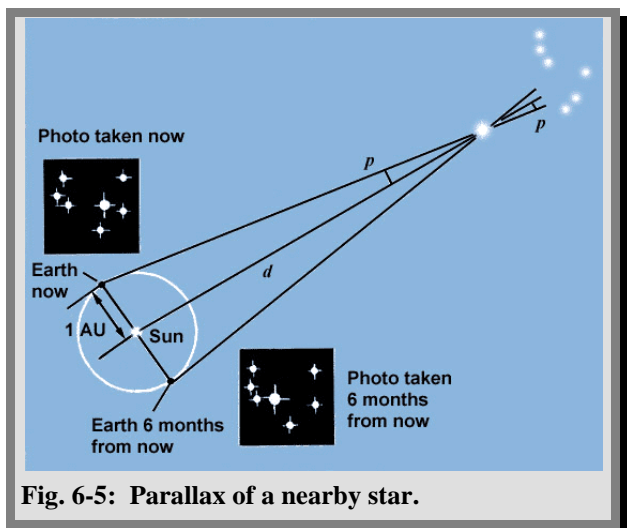 Photo taken now
p
p
Earth
now
d
1 AU
Sun
Photo taken
6 months
from now
Earth 6 months
from now
Fig. 6-5: Parallax of a nearby star.